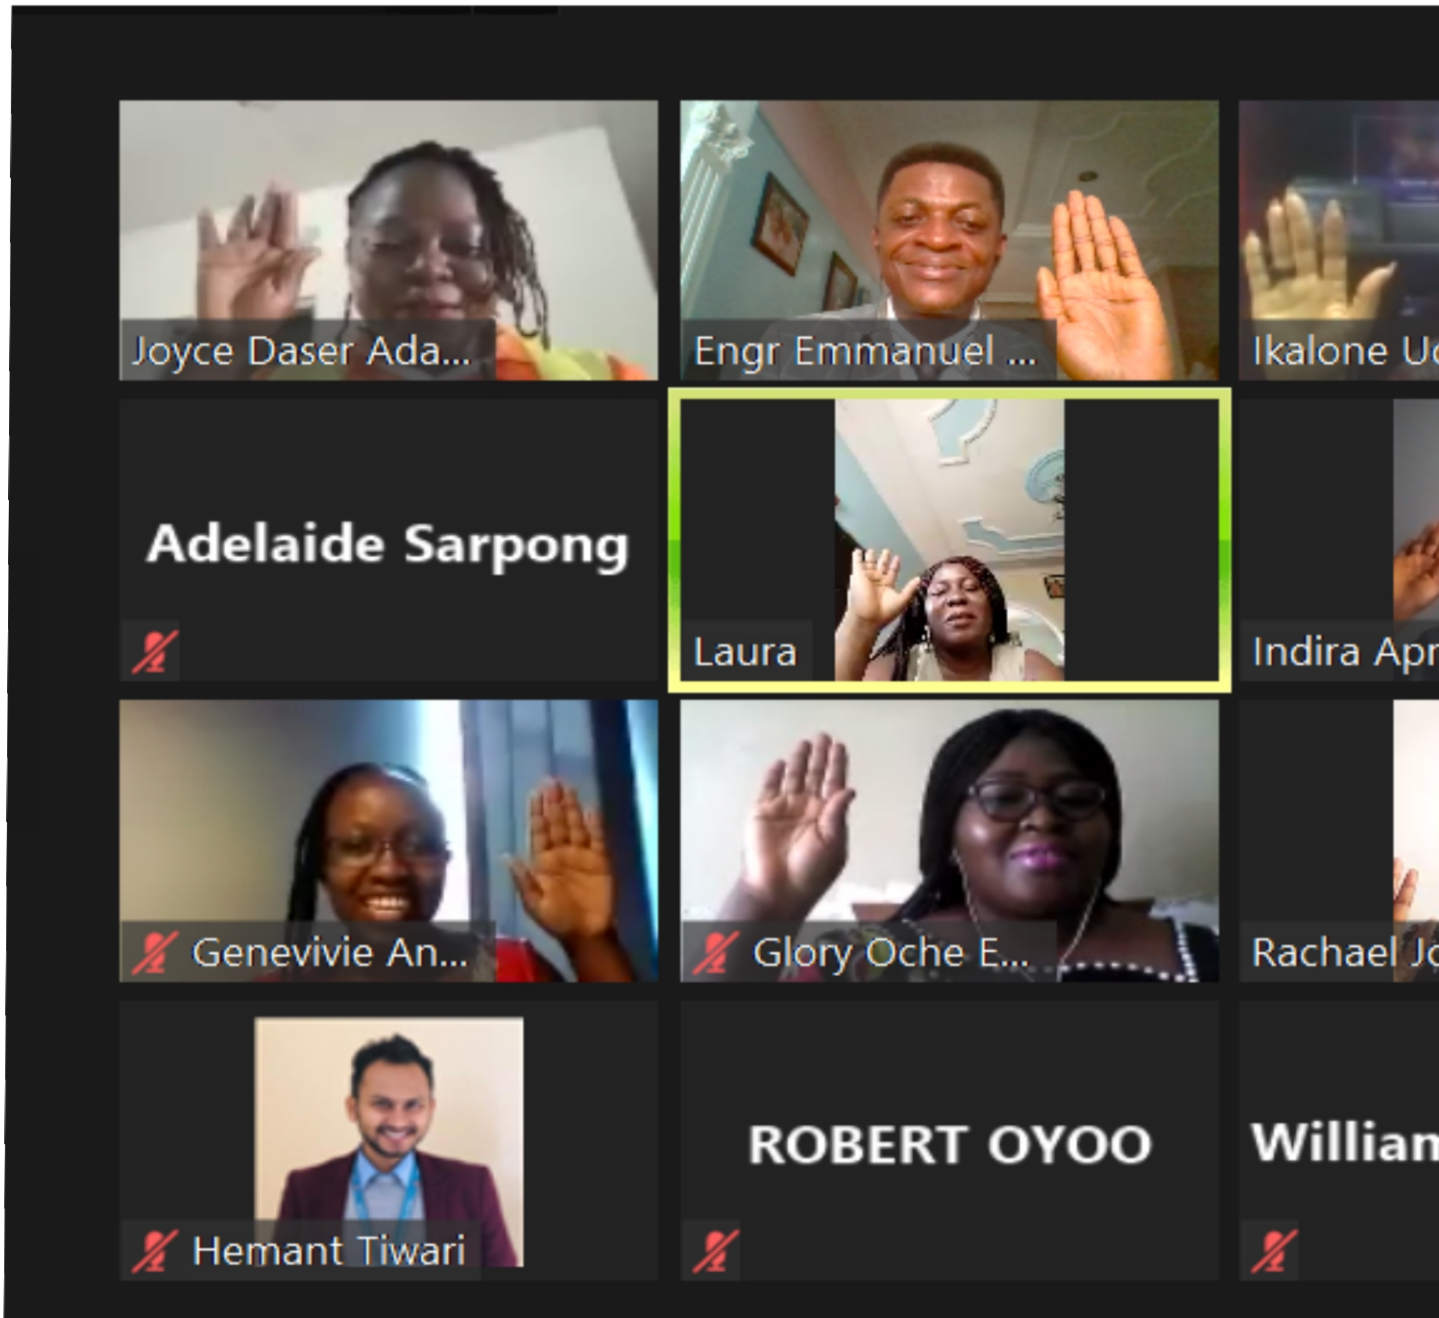 Joyce Daser Ada...
Engr Emmanuel ...
Ikalone
Adelaide Sarpong
Laura
Indira
Genevivie An...
Glory Oche E...
Rachael
Hemant Tiwari
ROBERT OYOO